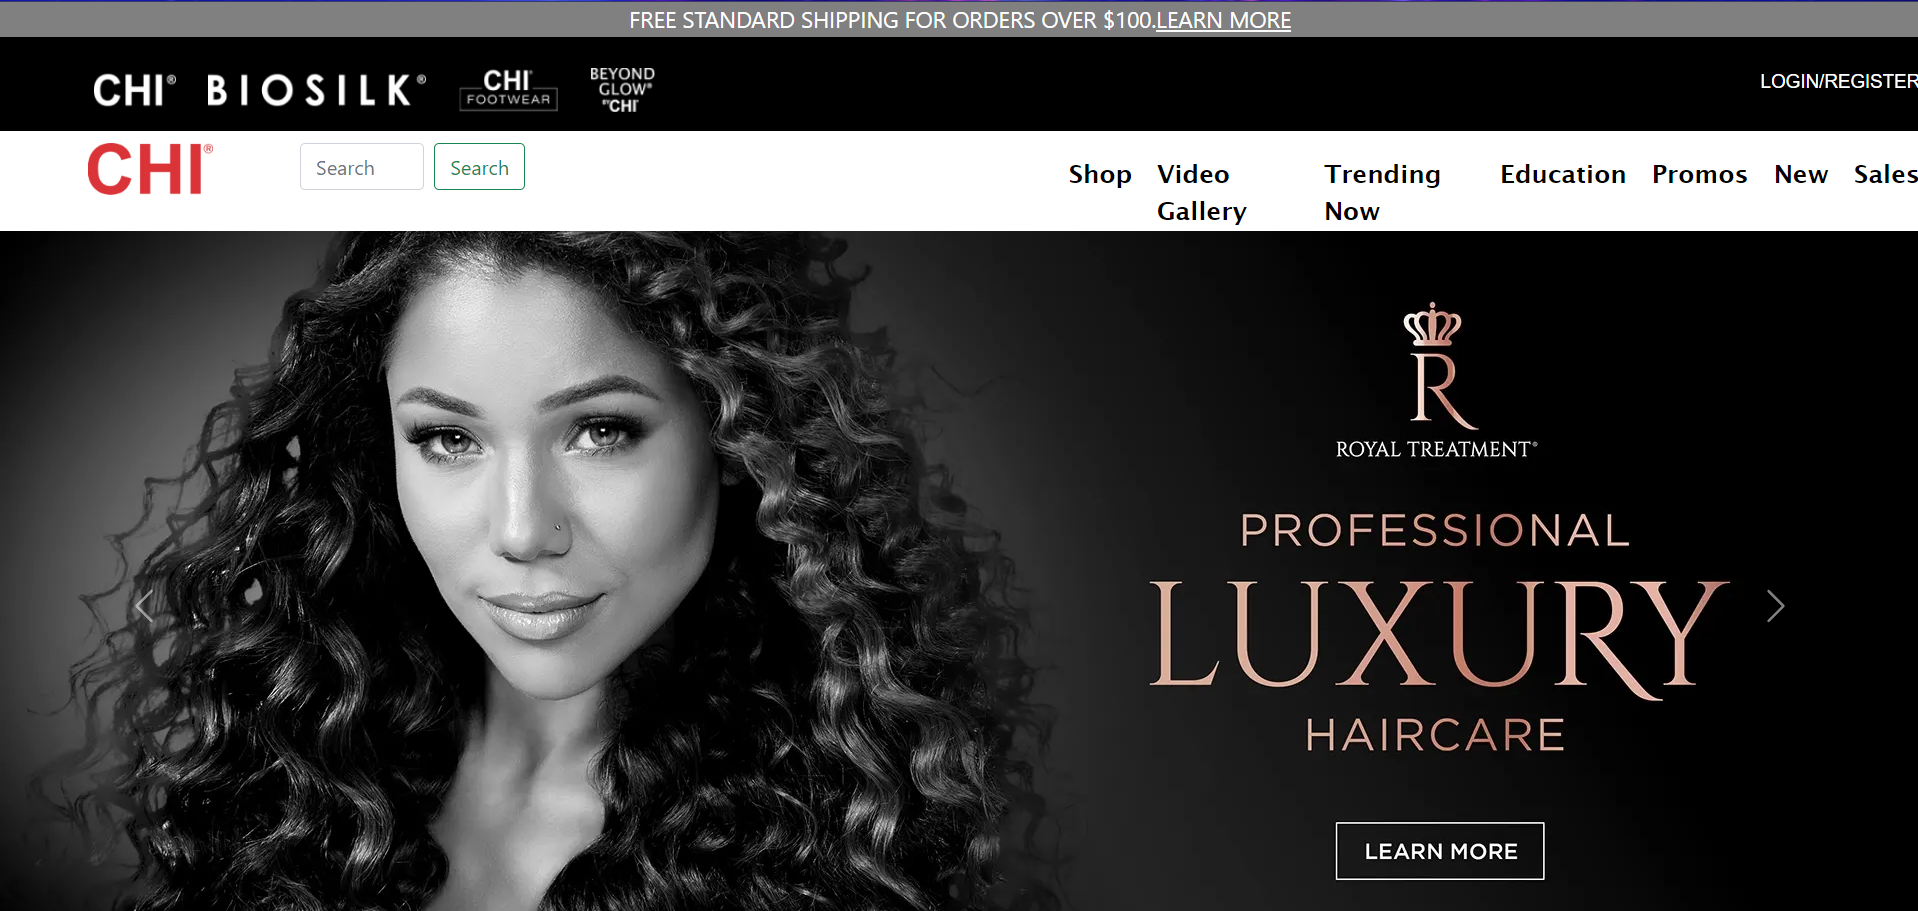 FREE STANDARD SHIPPING FOR ORDERS OVER $100.LEARN MORE
CHI® BIOSILK® CHI FOOTWEAR BEYOND GLOW® BY CHI LOGIN/REGISTER
CHI®
Search Search
Shop Video Gallery Trending Now Education Promos New Sales
R
ROYAL TREATMENT®
PROFESSIONAL
LUXURY
HAIRCARE
LEARN MORE